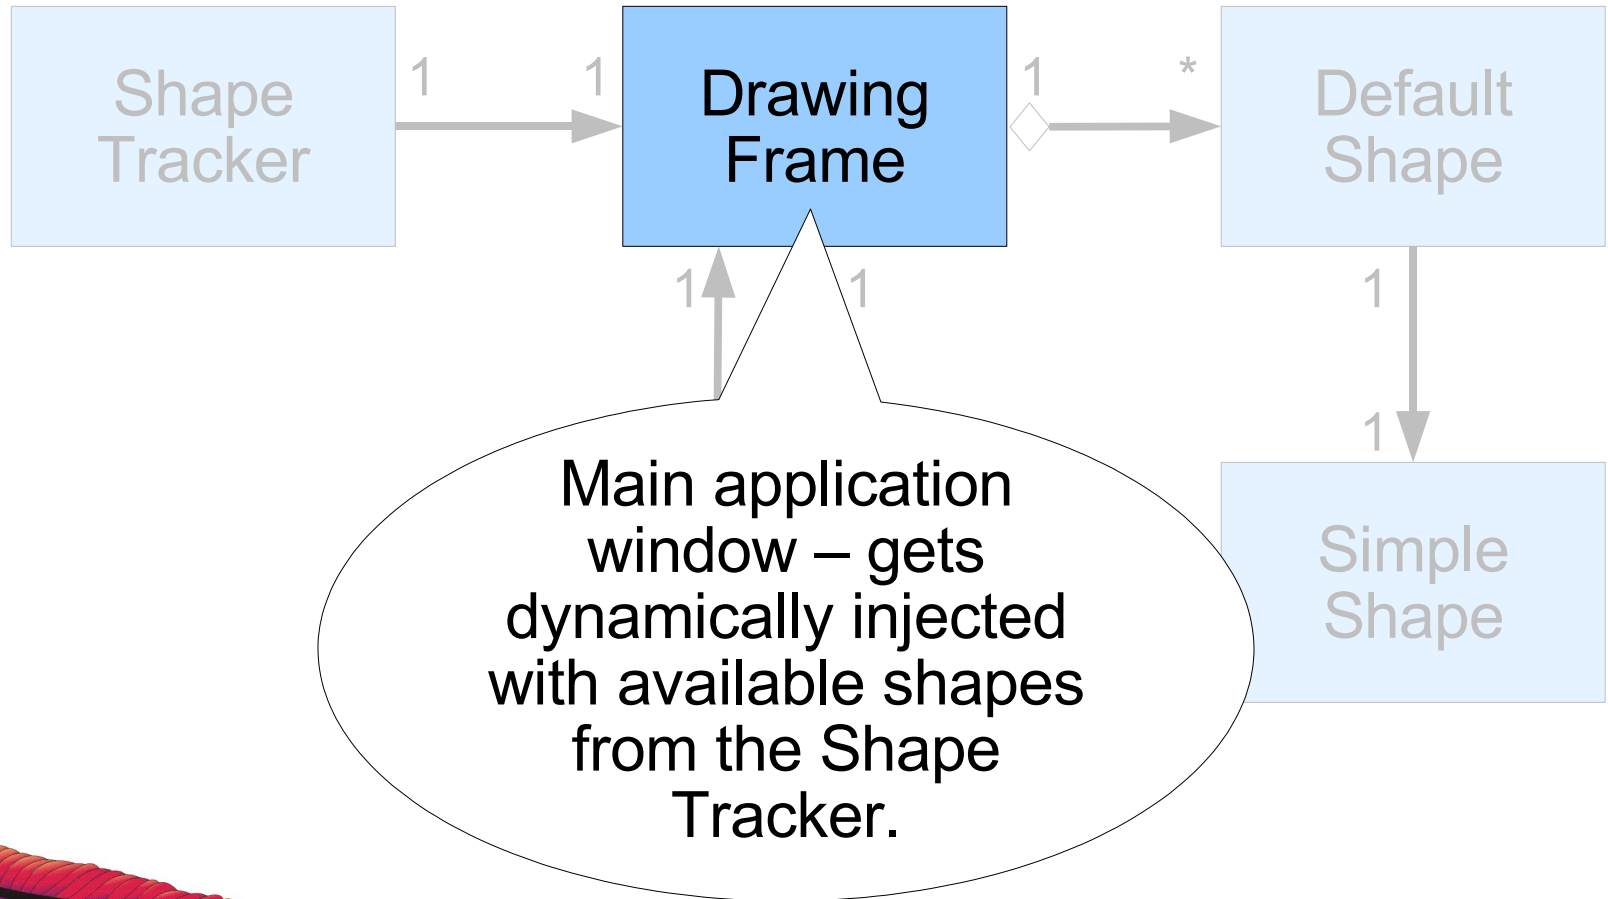 Shape
Tracker
1
1
Drawing
Frame
1
*
Default
Shape
1
1
1
1
Main application
window – gets
dynamically injected
with available shapes
from the Shape
Tracker.
Simple
Shape